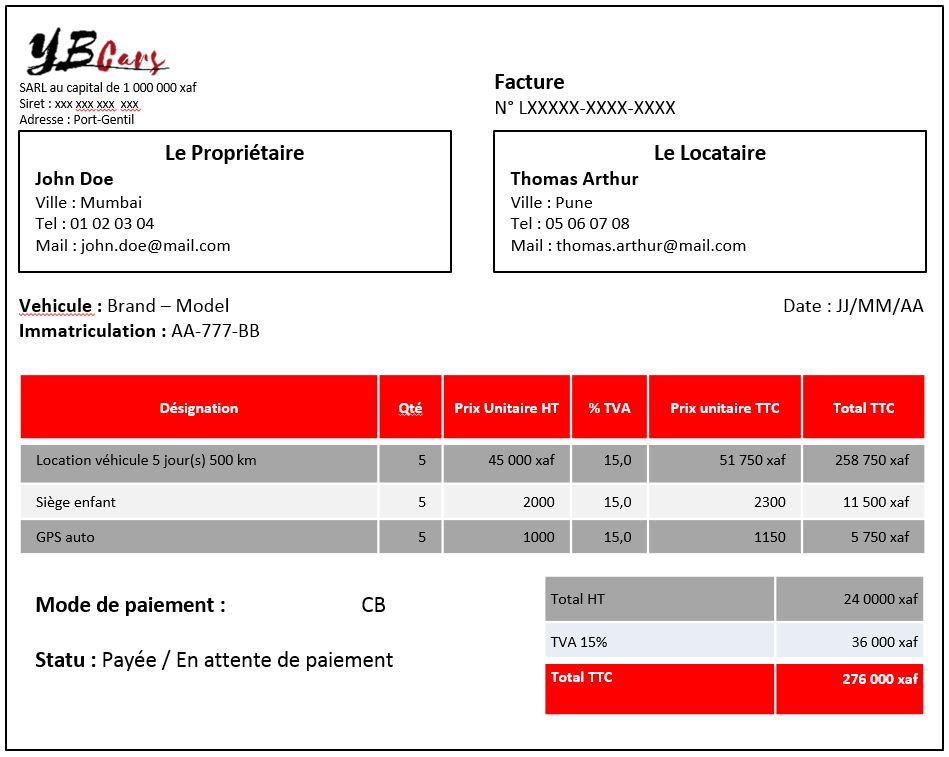 YBCars
SARL au capital de 1 000 000 xaf
Siret : xxx xxx xxx  xxx
Adresse : Port-Gentil
Facture
N° LXXXXX-XXXX-XXXX
Le Propriétaire
John Doe
Ville : Mumbai
Tel : 01 02 03 04
Mail : john.doe@mail.com
Le Locataire
Thomas Arthur
Ville : Pune
Tel : 05 06 07 08
Mail : thomas.arthur@mail.com
Vehicule : Brand – Model
Immatriculation : AA-777-BB
Date : JJ/MM/AA
Désignation Qté Prix Unitaire HT % TVA Prix unitaire TTC Total TTC
Location véhicule 5 jour(s) 500 km 5 45 000 xaf 15,0 51 750 xaf 258 750 xaf
Siège enfant 5 2000 15,0 2300 11 500 xaf
GPS auto 5 1000 15,0 1150 5 750 xaf
Mode de paiement : CB
Statu : Payée / En attente de paiement
Total HT 24 0000 xaf
TVA 15% 36 000 xaf
Total TTC 276 000 xaf